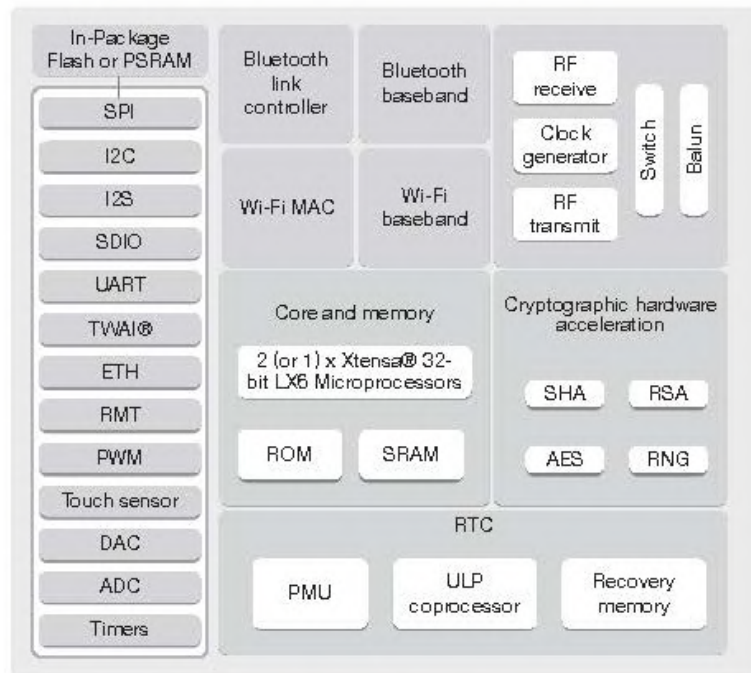 In-Package
Flash or PSRAM
SPI
I2C
I2S
SDIO
UART
TWAI®
ETH
RMT
PWM
Touch sensor
DAC
ADC
Timers
Bluetooth
link
controller
Bluetooth
baseband
Wi-Fi MAC
Wi-Fi
baseband
RF
receive
Clock
generator
RF
transmit
Switch
Balun
Core and memory
2 (or 1) x Xtensa® 32-
bit LX6 Microprocessors
ROM
SRAM
Cryptographic hardware
acceleration
SHA
RSA
AES
RNG
RTC
PMU
ULP
coprocessor
Recovery
memory